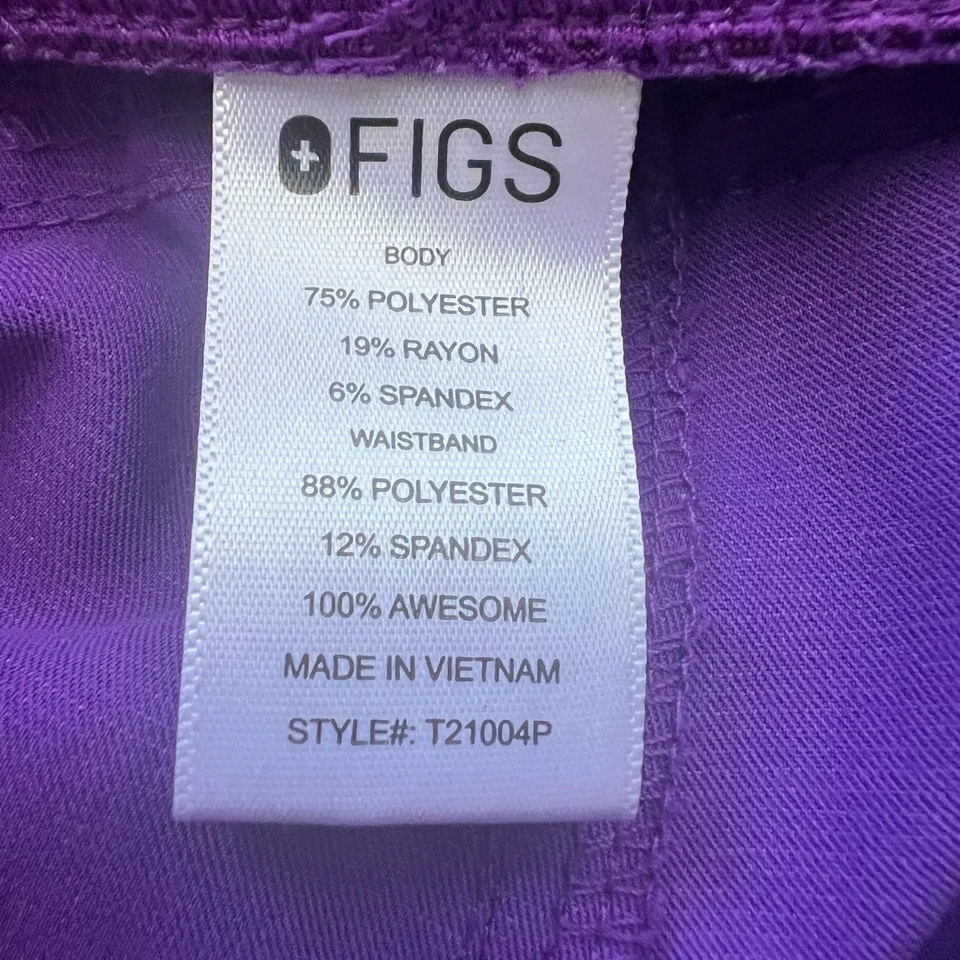 FIGS
BODY
75% POLYESTER
19% RAYON
6% SPANDEX
WAISTBAND
88% POLYESTER
12% SPANDEX
100% AWESOME
MADE IN VIETNAM
STYLE#: T21004P